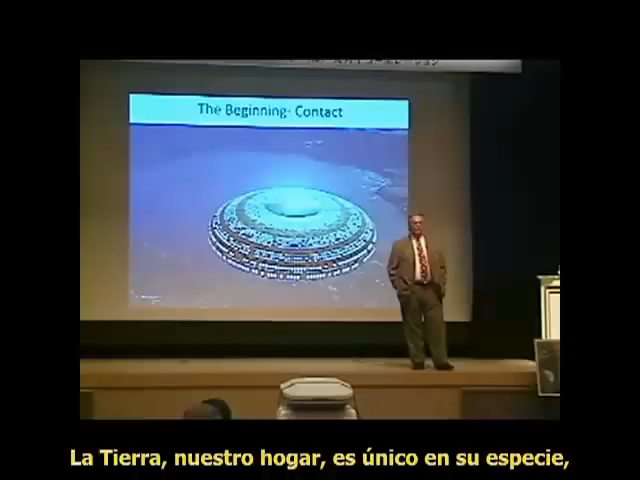 The Beginning- Contact
La Tierra, nuestro hogar, es único en su especie,